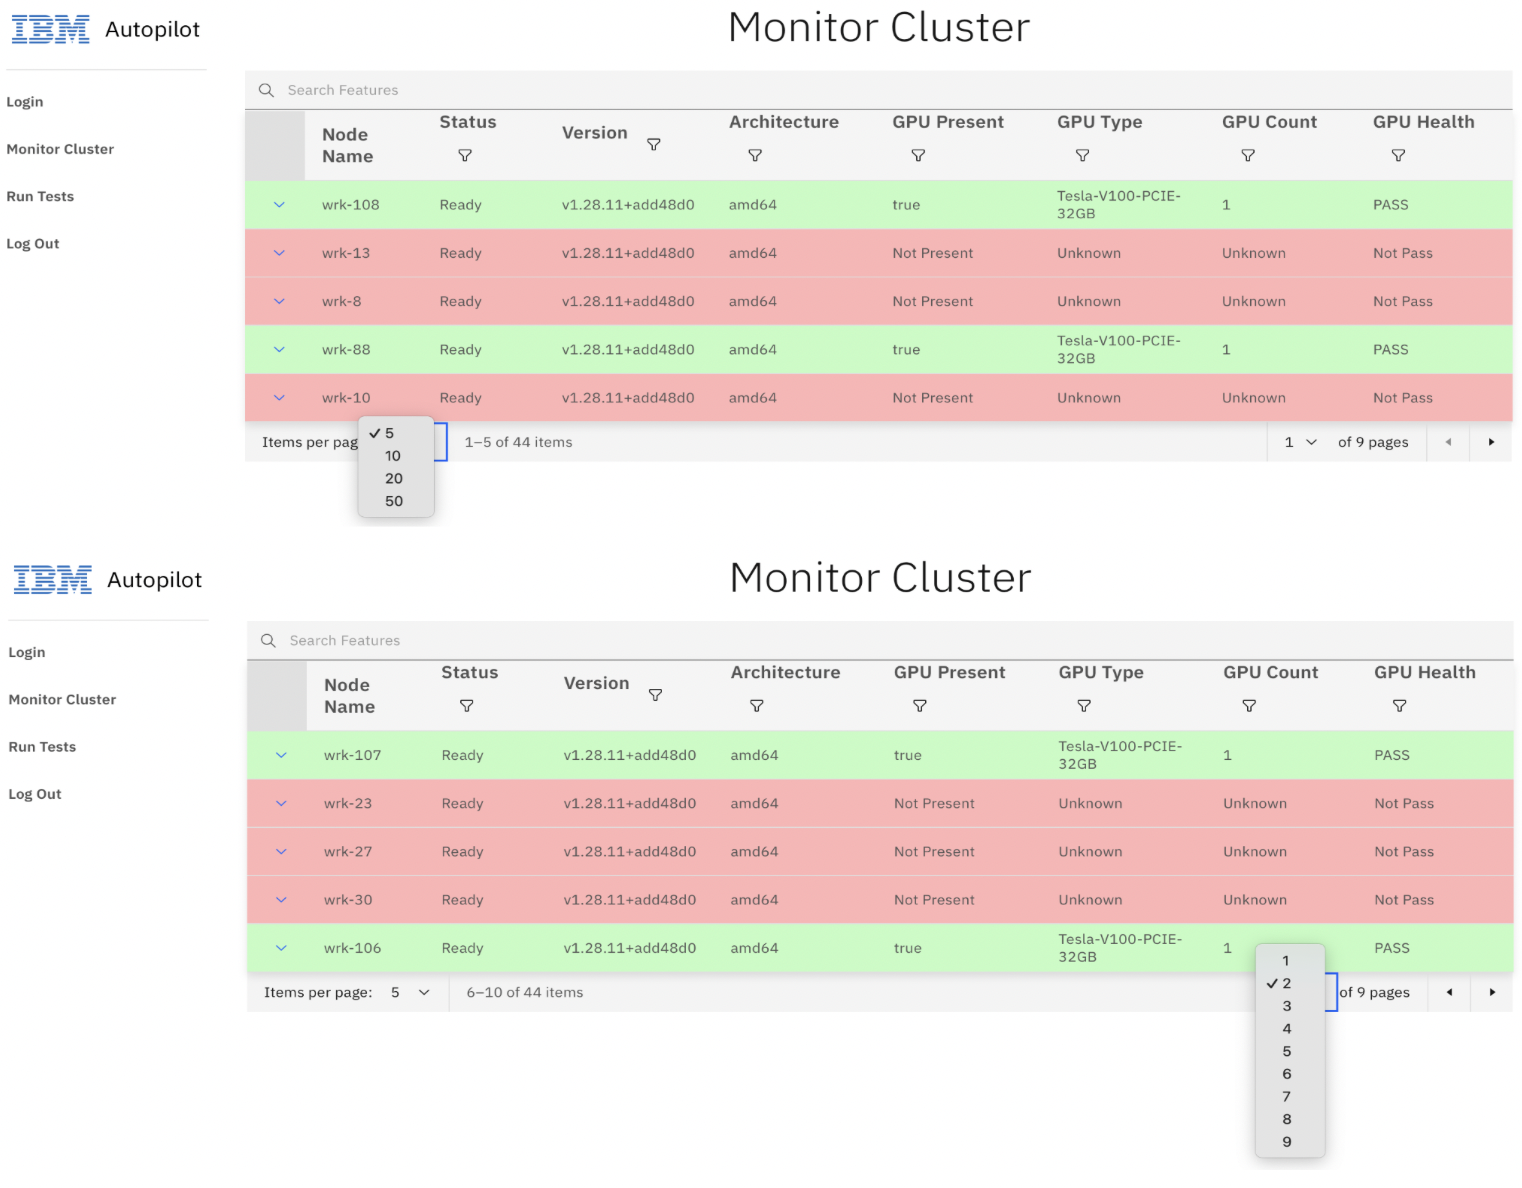 IBM Autopilot
Monitor Cluster
Login
Monitor Cluster
Run Tests
Log Out
Search Features
Node Name Status Version Architecture GPU Present GPU Type GPU Count GPU Health
wrk-108 Ready v1.28.11+add48d0 amd64 true Tesla-V100-PCIE-32GB 1 PASS
wrk-13 Ready v1.28.11+add48d0 amd64 Not Present Unknown Unknown Not Pass
wrk-8 Ready v1.28.11+add48d0 amd64 Not Present Unknown Unknown Not Pass
wrk-88 Ready v1.28.11+add48d0 amd64 true Tesla-V100-PCIE-32GB 1 PASS
wrk-10 Ready v1.28.11+add48d0 amd64 Not Present Unknown Unknown Not Pass
Items per pag 1–5 of 44 items 1 of 9 pages
5
10
20
50
IBM Autopilot
Monitor Cluster
Login
Monitor Cluster
Run Tests
Log Out
Search Features
Node Name Status Version Architecture GPU Present GPU Type GPU Count GPU Health
wrk-107 Ready v1.28.11+add48d0 amd64 true Tesla-V100-PCIE-32GB 1 PASS
wrk-23 Ready v1.28.11+add48d0 amd64 Not Present Unknown Unknown Not Pass
wrk-27 Ready v1.28.11+add48d0 amd64 Not Present Unknown Unknown Not Pass
wrk-30 Ready v1.28.11+add48d0 amd64 Not Present Unknown Unknown Not Pass
wrk-106 Ready v1.28.11+add48d0 amd64 true Tesla-V100-PCIE-32GB 1 PASS
Items per page: 5 6–10 of 44 items of 9 pages
1
2
3
4
5
6
7
8
9